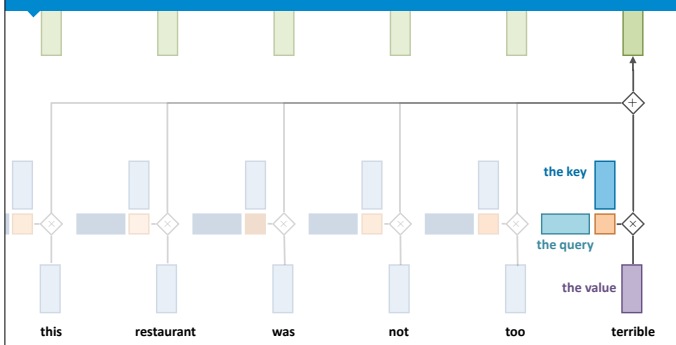 the key
the query
the value
this restaurant was not too terrible